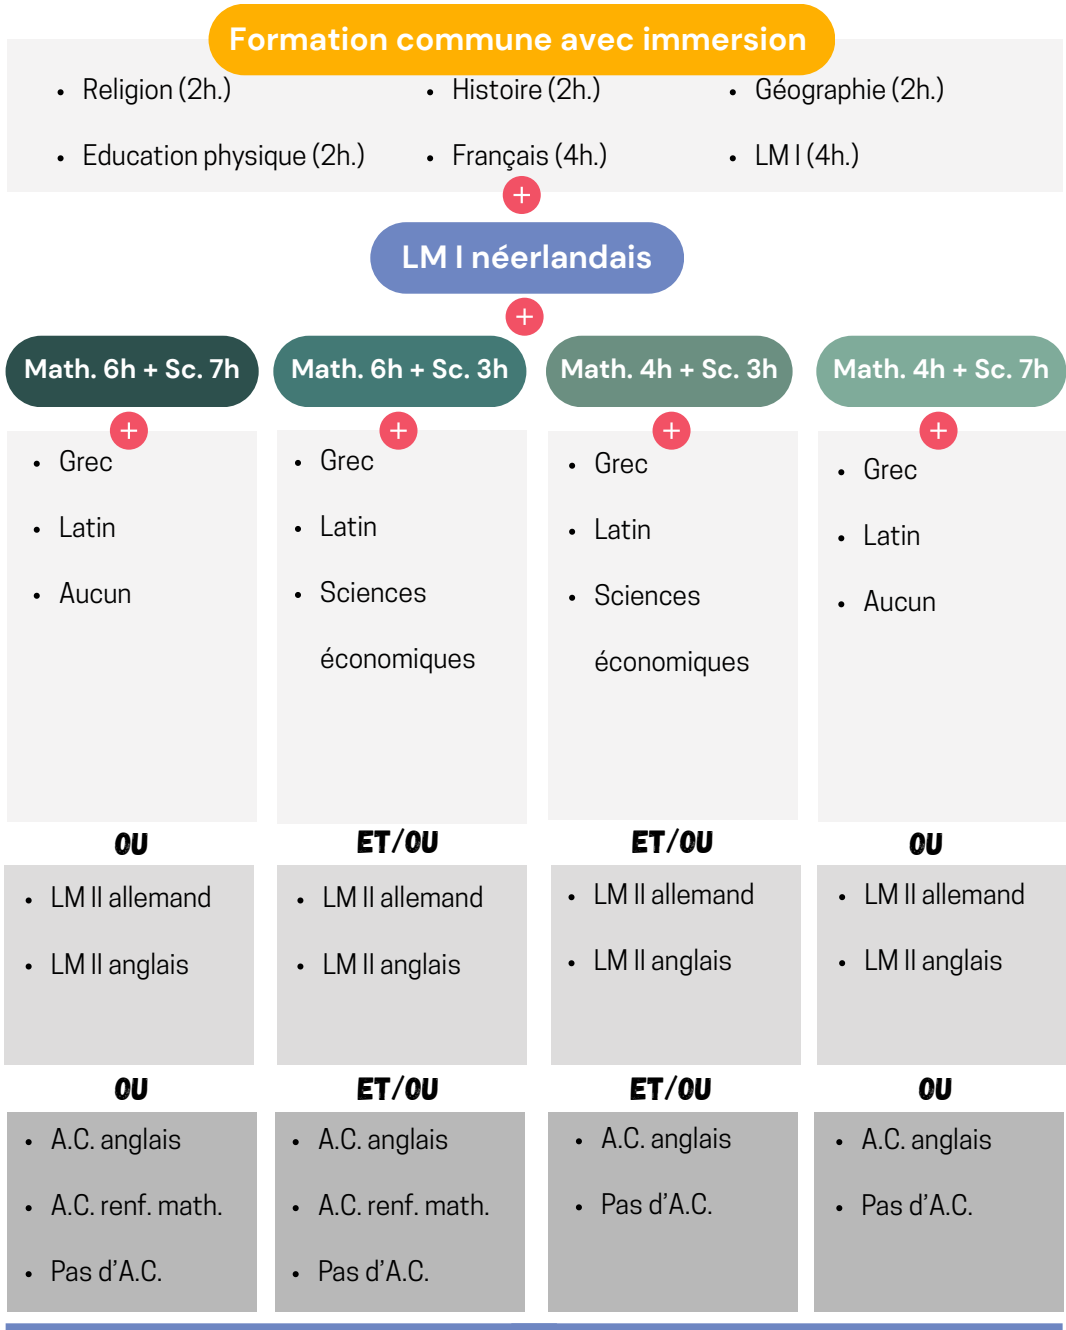 Formation commune avec immersion
Religion (2h.)
Histoire (2h.)
Géographie (2h.)
Education physique (2h.)
Français (4h.)
LM I (4h.)
LM I néerlandais
Math. 6h + Sc. 7h
Math. 6h + Sc. 3h
Math. 4h + Sc. 3h
Math. 4h + Sc. 7h
Grec
Latin
Aucun
Grec
Latin
Sciences
économiques
Grec
Latin
Sciences
économiques
Grec
Latin
Aucun
OU
ET/OU
ET/OU
OU
LM II allemand
LM II anglais
LM II allemand
LM II anglais
LM II allemand
LM II anglais
LM II allemand
LM II anglais
OU
ET/OU
ET/OU
OU
A.C. anglais
A.C. renf. math.
Pas d'A.C.
A.C. anglais
A.C. renf. math.
Pas d'A.C.
A.C. anglais
Pas d'A.C.
A.C. anglais
Pas d'A.C.